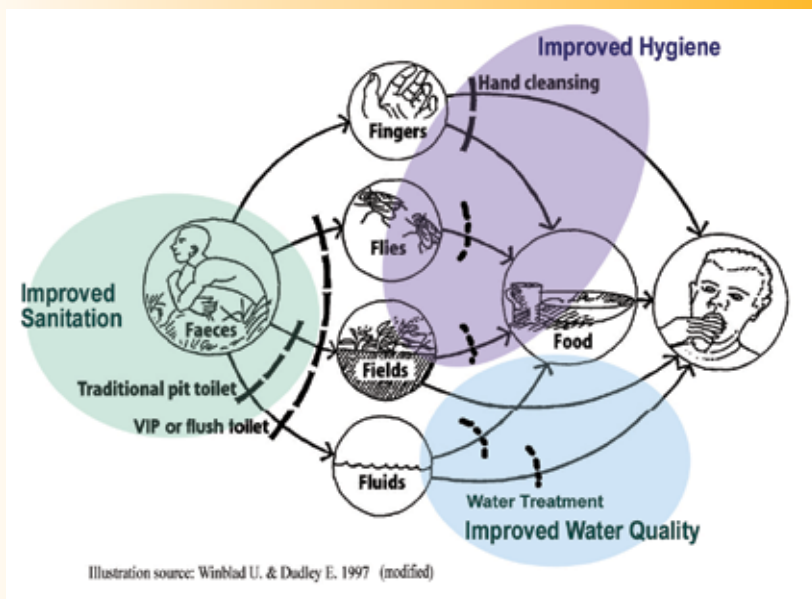 Improved Hygiene
Hand cleansing
Fingers
Flies
Improved
Sanitation
Faeces
Food
Fields
Traditional pit toilet
VIP or flush toilet
Fluids
Water Treatment
Improved Water Quality
Illustration source: Winblad U. & Dudley E. 1997 (modified)